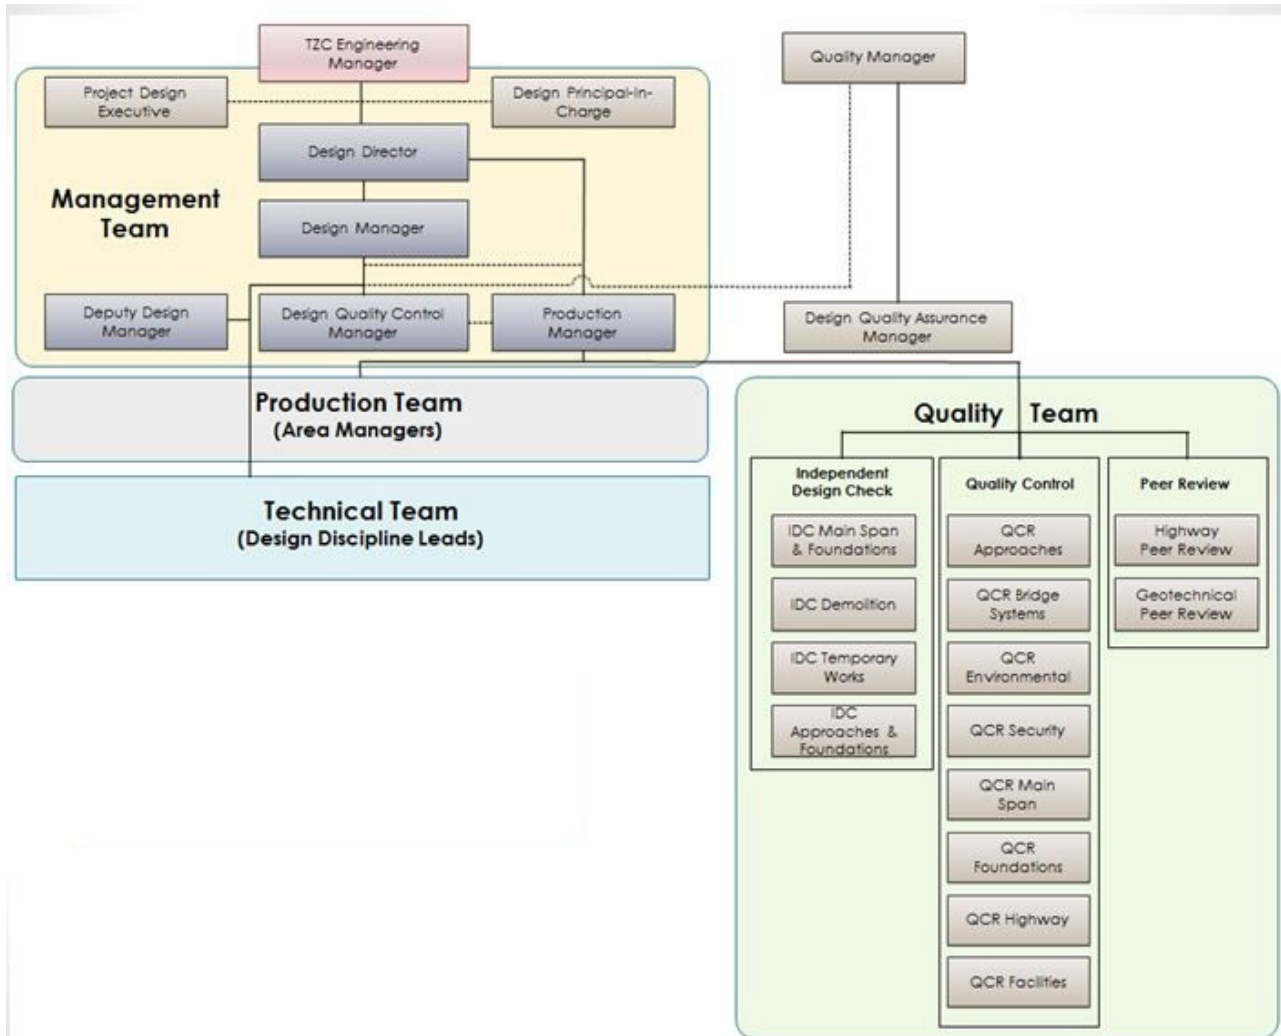 TZC Engineering
Manager
Quality Manager
Project Design
Executive
Design Principal-In-
Charge
Design Director
Management
Team
Design Manager
Deputy Design
Manager
Design Quality Control
Manager
Production
Manager
Design Quality Assurance
Manager
Production Team
(Area Managers)
Technical Team
(Design Discipline Leads)
Quality Team
Independent
Design Check
IDC Main Span
& Foundations
IDC Demolition
IDC Temporary
Works
IDC
Approaches &
Foundations
Quality Control
QCR
Approaches
QCR Bridge
Systems
QCR
Environmental
QCR Security
QCR Main
Span
QCR
Foundations
QCR Highway
QCR Facilities
Peer Review
Highway
Peer Review
Geotechnical
Peer Review